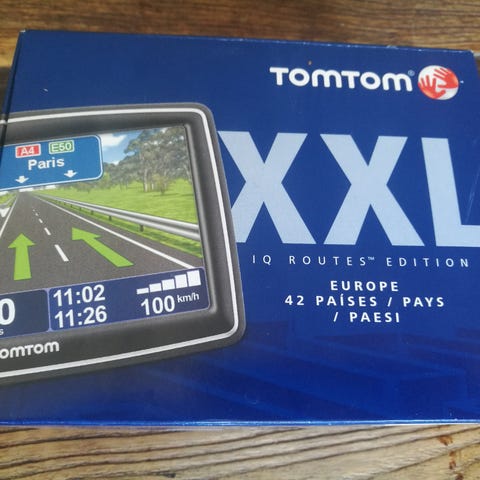 TOMTOM
XXL
IQ ROUTES™ EDITION
EUROPE
42 PAÍSES / PAYS
/ PAESI
A4 E50
Paris
11:02
11:26
100 km/h
OMTOM